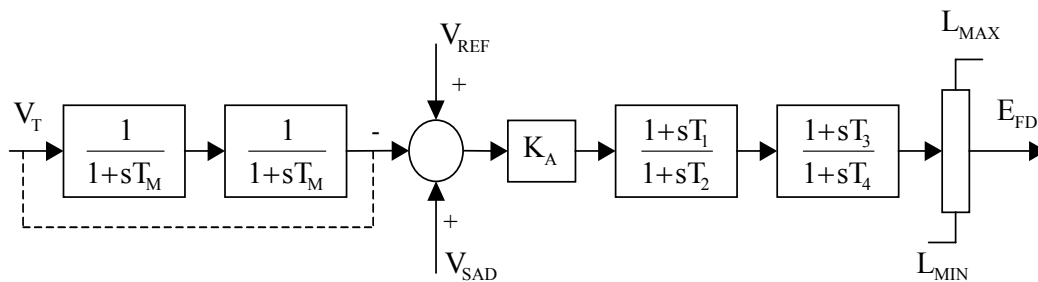 V_REF
+
L_MAX
V_T
1
1+sT_M
1
1+sT_M
-
K_A
1+sT_1
1+sT_2
1+sT_3
1+sT_4
E_FD
+
V_SAD
L_MIN